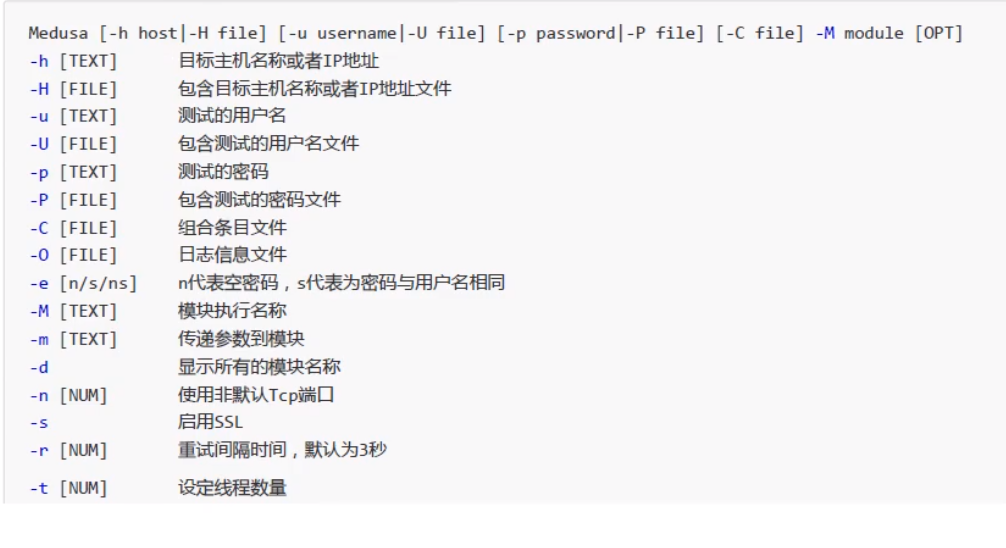 Medusa [-h host|-H file] [-u username|-U file] [-p password|-P file] [-C file] -M module [OPT]
-h [TEXT] 目标主机名称或者IP地址
-H [FILE] 包含目标主机名称或者IP地址文件
-u [TEXT] 测试的用户名
-U [FILE] 包含测试的用户名文件
-p [TEXT] 测试的密码
-P [FILE] 包含测试的密码文件
-C [FILE] 组合条目文件
-O [FILE] 日志信息文件
-e [n/s/ns] n代表空密码，s代表为密码与用户名相同
-M [TEXT] 模块执行名称
-m [TEXT] 传递参数到模块
-d 显示所有的模块名称
-n [NUM] 使用非默认Tcp端口
-s 启用SSL
-r [NUM] 重试间隔时间，默认为3秒
-t [NUM] 设定线程数量